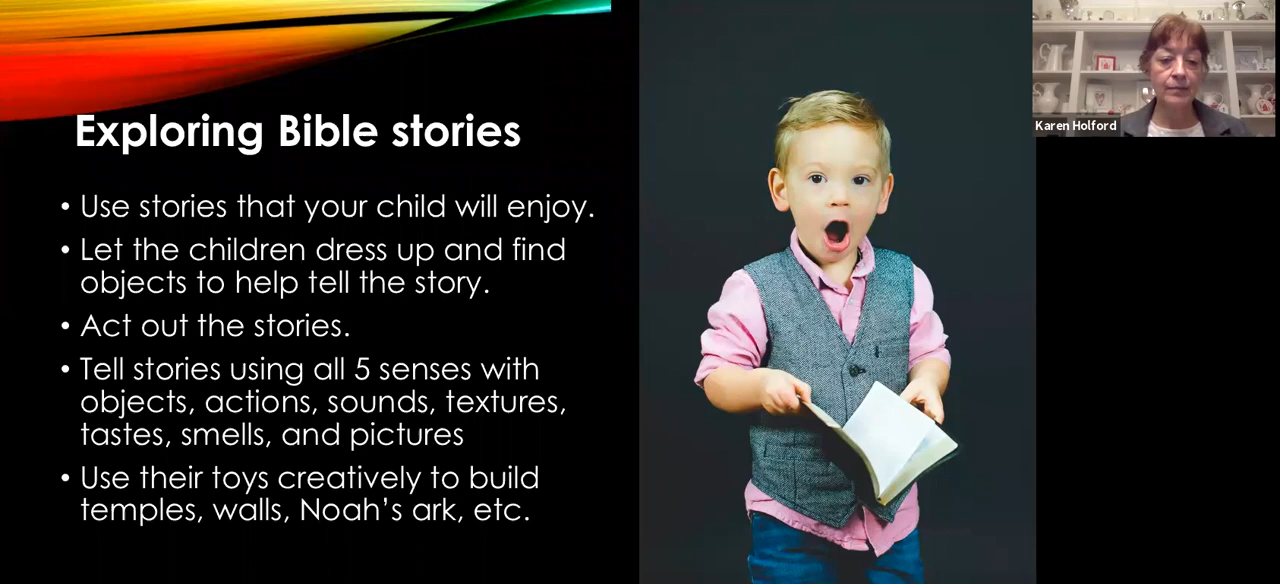 Exploring Bible stories
• Use stories that your child will enjoy.
• Let the children dress up and find
objects to help tell the story.
• Act out the stories.
• Tell stories using all 5 senses with
objects, actions, sounds, textures,
tastes, smells, and pictures
• Use their toys creatively to build
temples, walls, Noah’s ark, etc.
Karen Holford